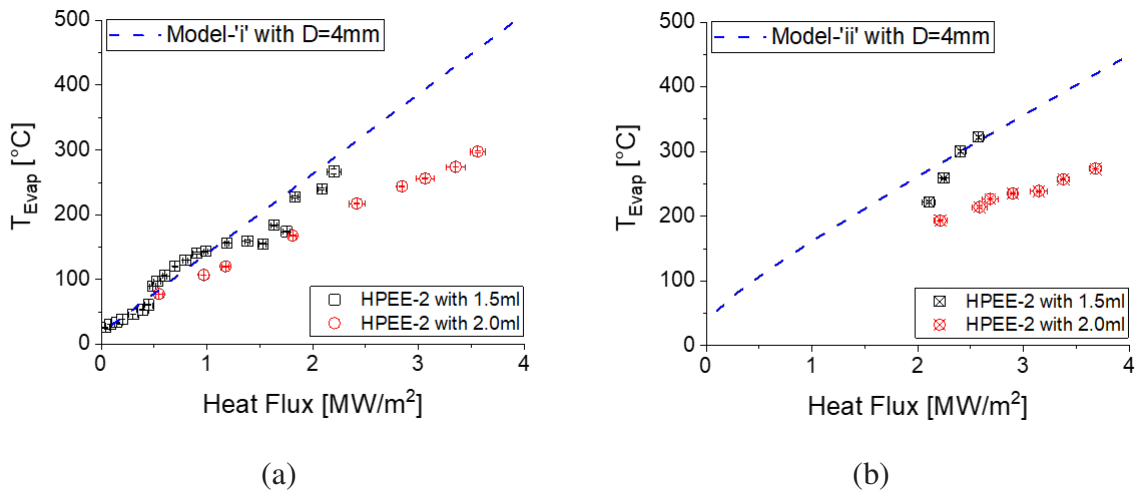 500
400
300
200
100
0
T_Evap [°C]
0 1 2 3 4
Heat Flux [MW/m²]
Model-'i' with D=4mm
HPEE-2 with 1.5ml
HPEE-2 with 2.0ml
(a)
500
400
300
200
100
0
T_Evap [°C]
0 1 2 3 4
Heat Flux [MW/m²]
Model-'ii' with D=4mm
HPEE-2 with 1.5ml
HPEE-2 with 2.0ml
(b)